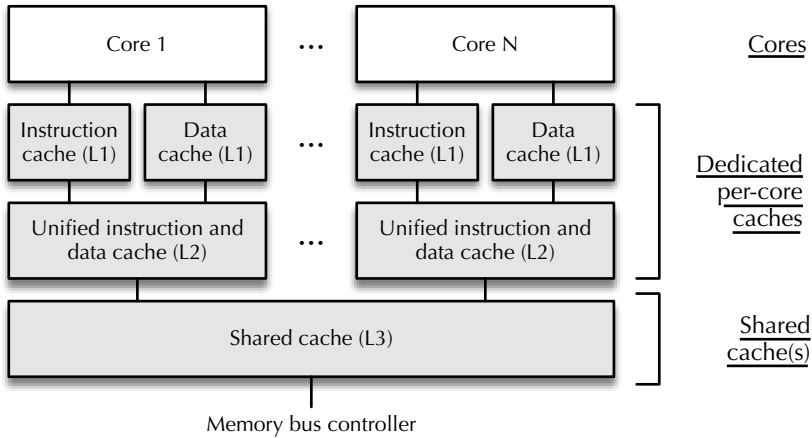 Core 1
...
Core N
Cores
Instruction
cache (L1)
Data
cache (L1)
...
Instruction
cache (L1)
Data
cache (L1)
Dedicated
per-core
caches
Unified instruction and
data cache (L2)
...
Unified instruction and
data cache (L2)
Shared cache (L3)
Shared
cache(s)
Memory bus controller